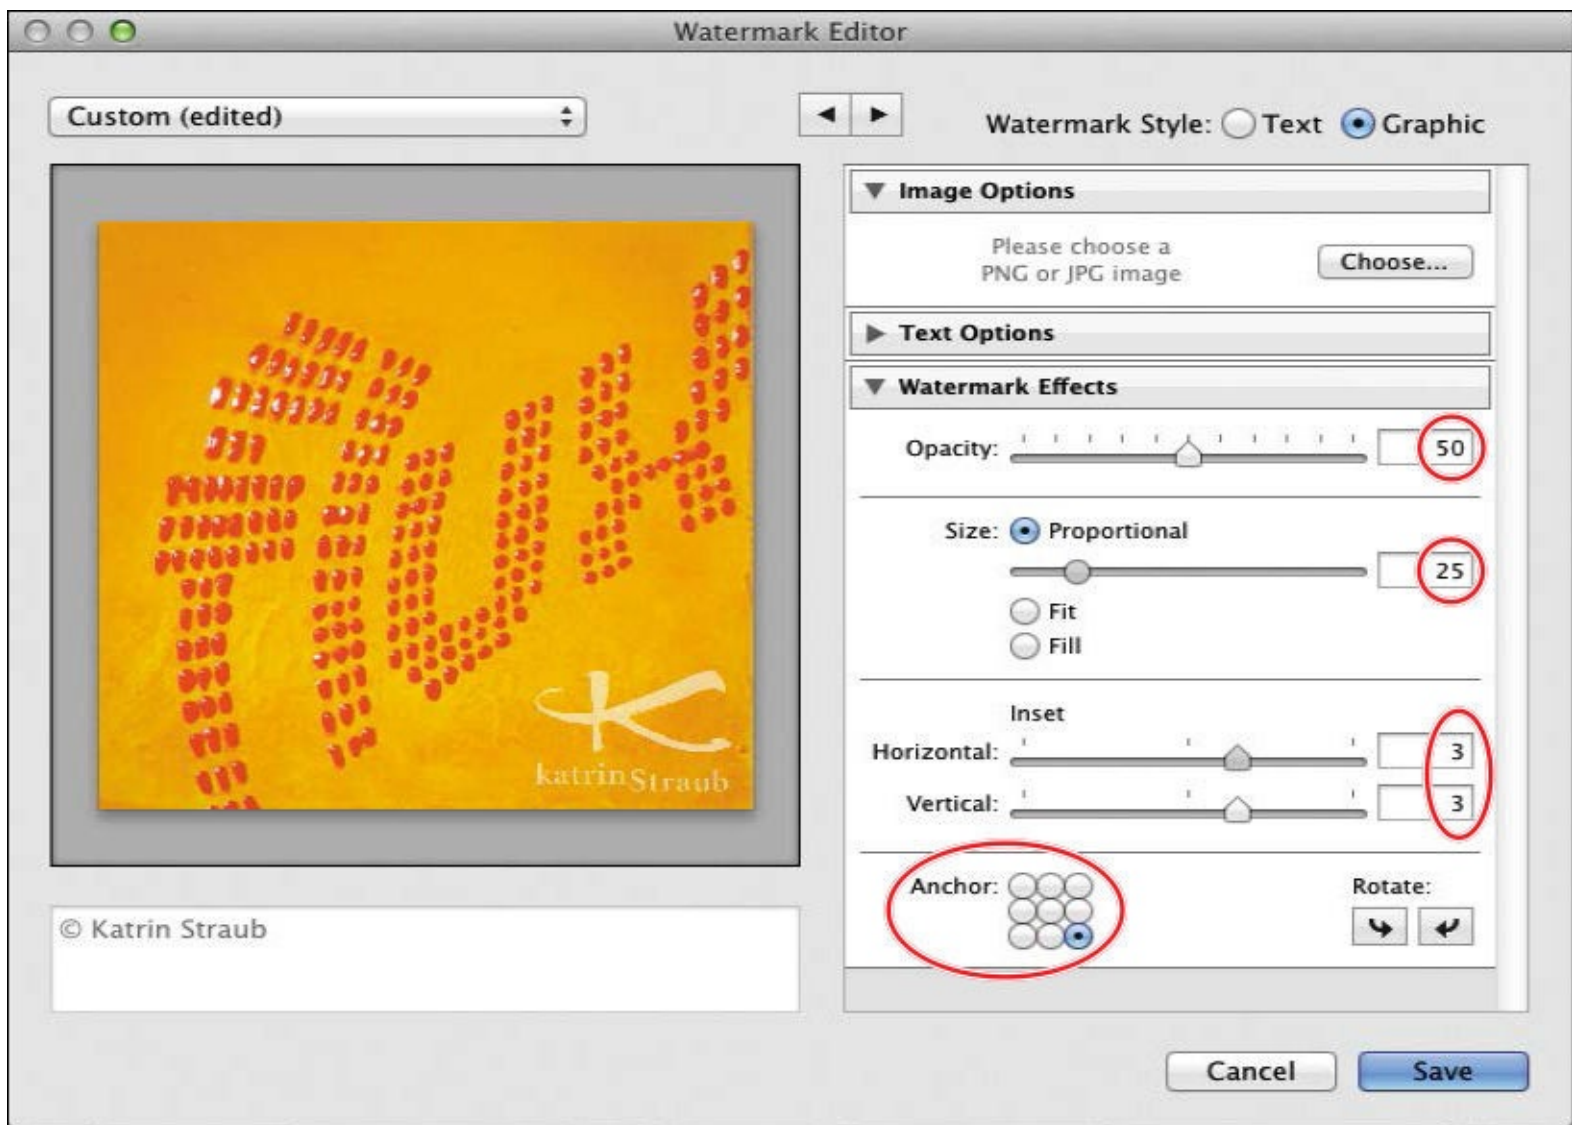 Watermark Editor
Custom (edited)
Watermark Style: Text Graphic
Image Options
Please choose a
PNG or JPG image
Choose...
Text Options
Watermark Effects
Opacity: 50
Size: Proportional
25
Fit
Fill
Inset
Horizontal: 3
Vertical: 3
Anchor: Rotate:
K
katrinStraub
© Katrin Straub
Cancel Save